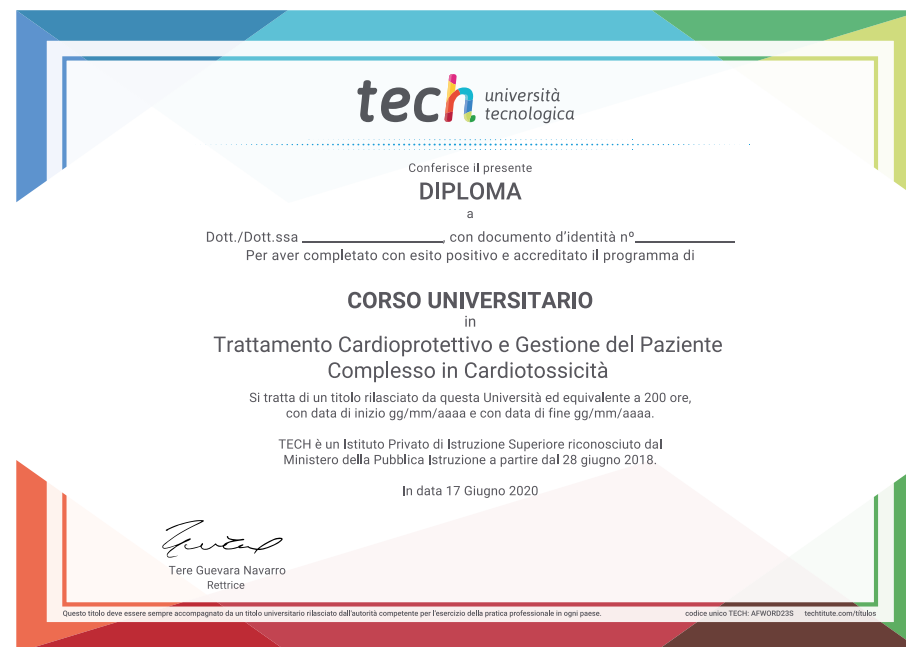 tech università
tecnologica
Conferisce il presente
DIPLOMA
a
Dott./Dott.ssa ____________________, con documento d'identità nº______________
Per aver completato con esito positivo e accreditato il programma di
CORSO UNIVERSITARIO
in
Trattamento Cardioprotettivo e Gestione del Paziente
Complesso in Cardiotossicità
Si tratta di un titolo rilasciato da questa Università ed equivalente a 200 ore,
con data di inizio gg/mm/aaaa e con data di fine gg/mm/aaaa.
TECH è un Istituto Privato di Istruzione Superiore riconosciuto dal
Ministero della Pubblica Istruzione a partire dal 28 giugno 2018.
In data 17 Giugno 2020
Tere Guevara Navarro
Rettrice
Questo titolo deve essere sempre accompagnato da un titolo universitario rilasciato dall'autorità competente per l'esercizio della pratica professionale in ogni paese. codice unico TECH: AFWORD23S techtitute.com/títulos